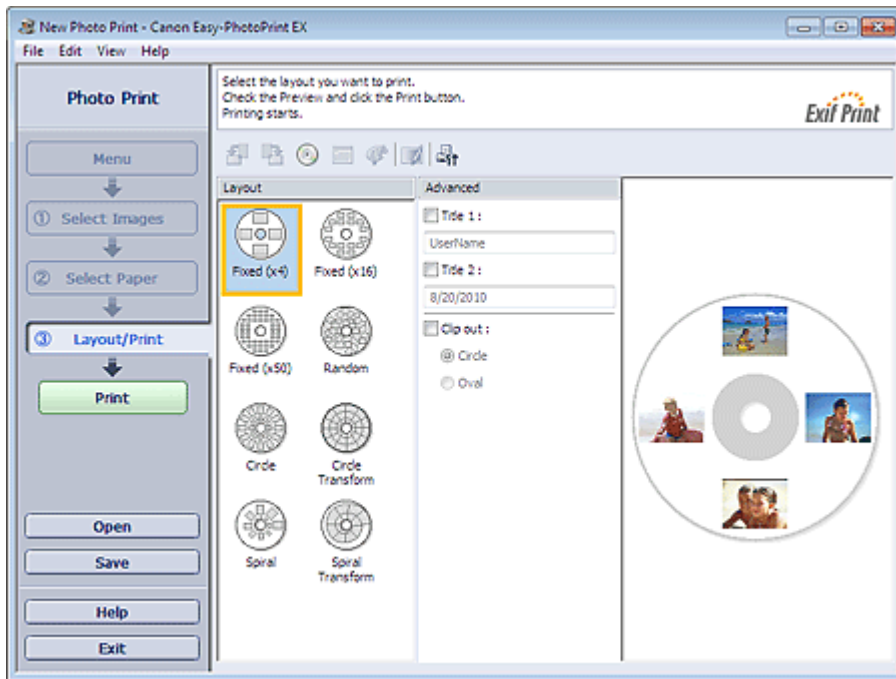 New Photo Print - Canon Easy-PhotoPrint EX
File Edit View Help
Photo Print
Select the layout you want to print.
Check the Preview and click the Print button.
Printing starts.
Exif Print
Menu
① Select Images
② Select Paper
③ Layout/Print
Print
Open
Save
Help
Exit
Layout
Fixed (x4)
Fixed (x16)
Fixed (x50)
Random
Circle
Circle
Transform
Spiral
Spiral
Transform
Advanced
Title 1 :
UserName
Title 2 :
8/20/2010
Clip out :
Circle
Oval